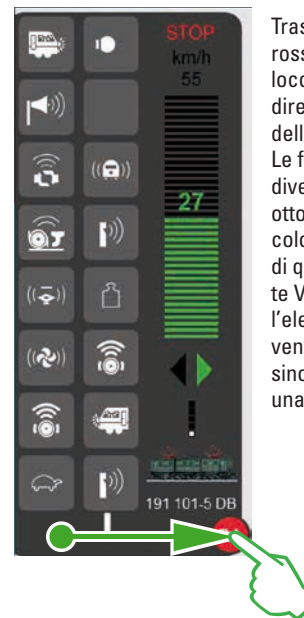 STOP
km/h
55
27
191 101-5 DB
Tras
ross
loco
dire
dell
Le f
dive
otto
colo
di q
te V
l'ele
ven
sinc
una